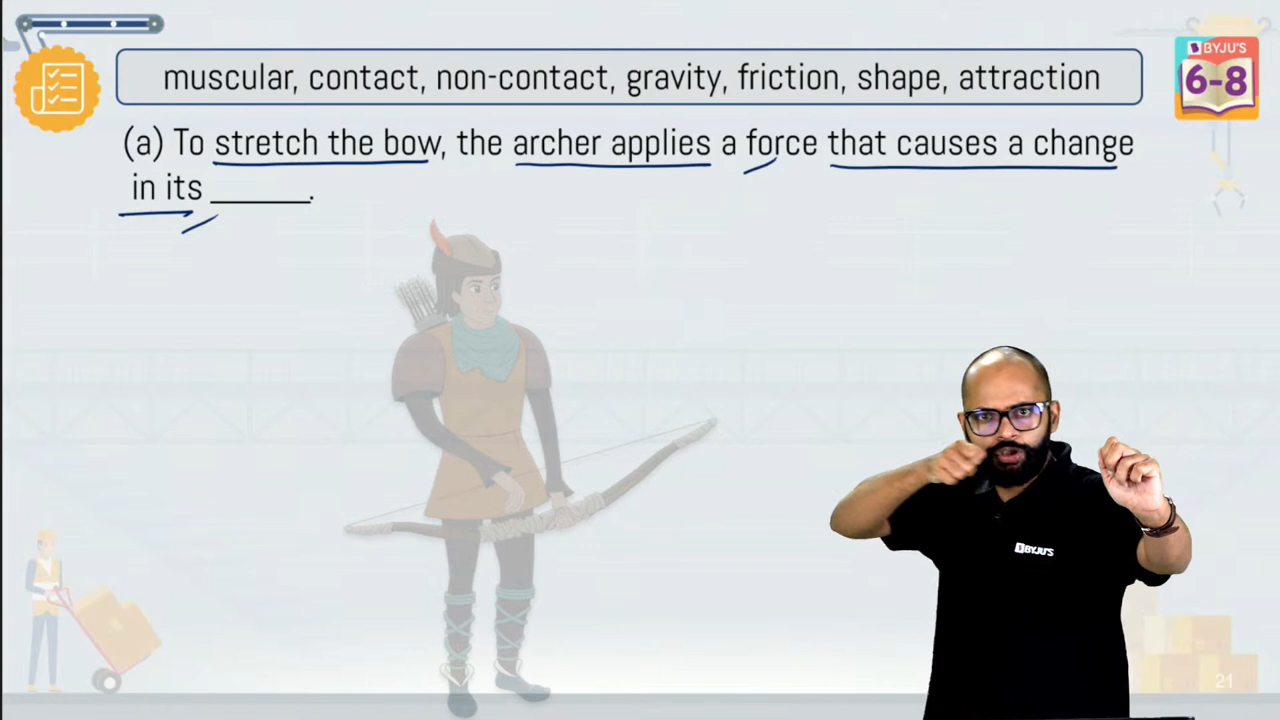 BYJU'S
6-8
muscular, contact, non-contact, gravity, friction, shape, attraction
(a) To stretch the bow, the archer applies a force that causes a change
in its ______.
BYJU'S
21